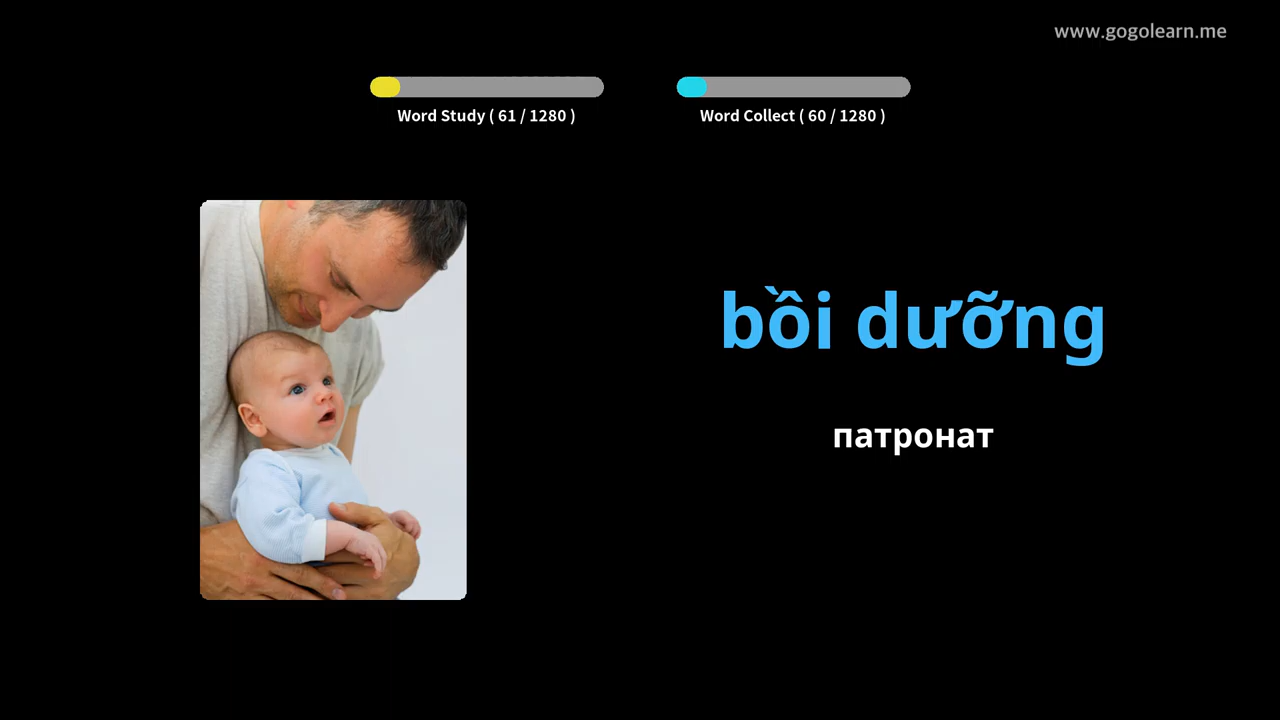 www.gogolearn.me
Word Study ( 61 / 1280 )
Word Collect ( 60 / 1280 )
bồi dưỡng
патронат